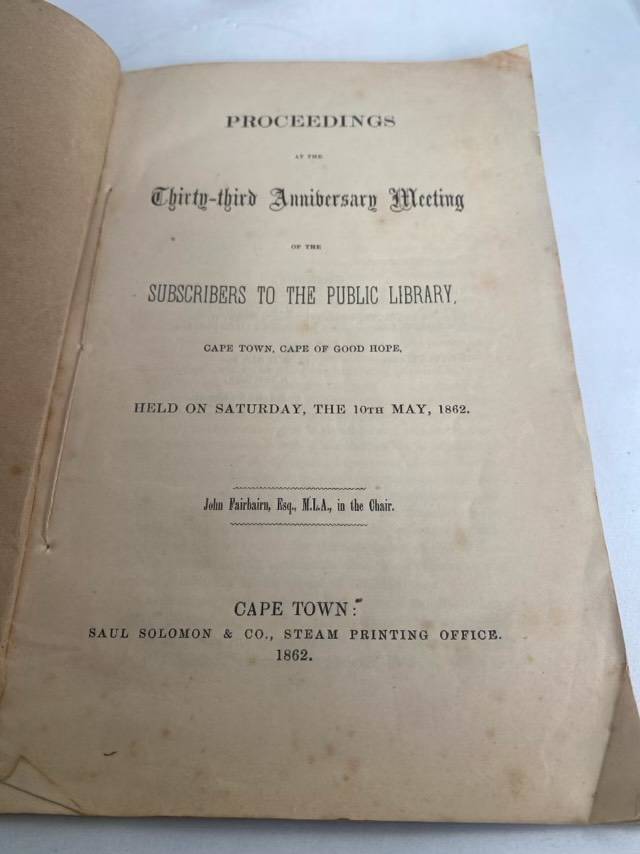 PROCEEDINGS
AT THE
Thirty-third Anniversary Meeting
OF THE
SUBSCRIBERS TO THE PUBLIC LIBRARY,
CAPE TOWN, CAPE OF GOOD HOPE,
HELD ON SATURDAY, THE 10TH MAY, 1862.
John Fairbairn, Esq., M.L.A., in the Chair.
CAPE TOWN:
SAUL SOLOMON & CO., STEAM PRINTING OFFICE.
1862.